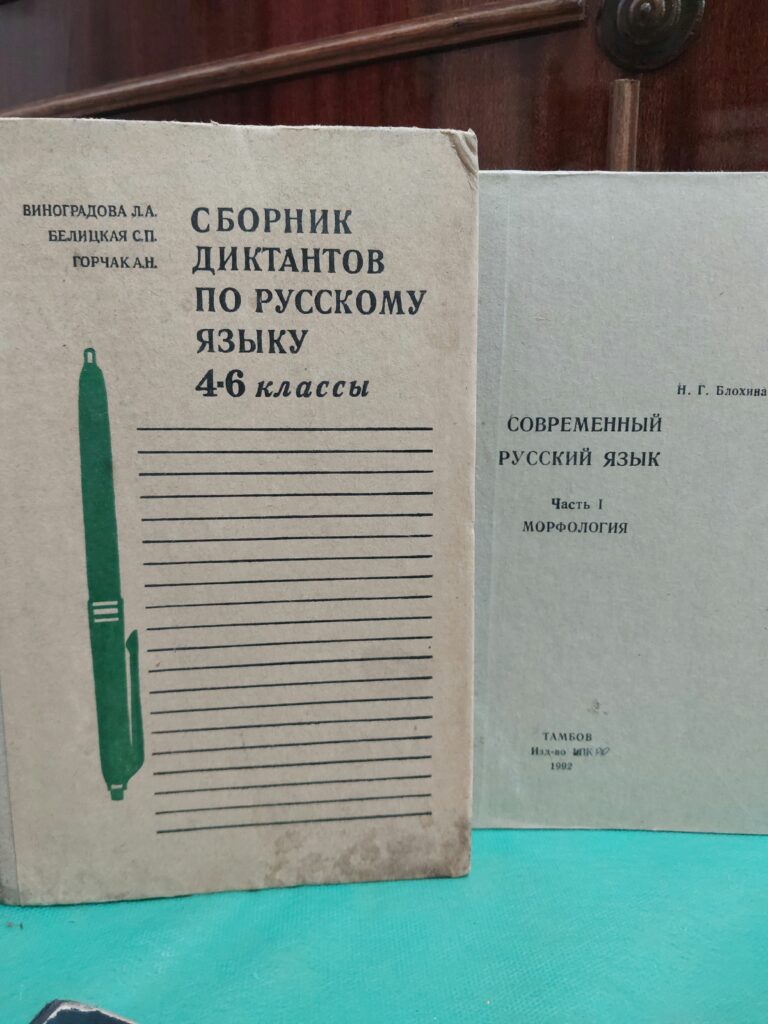 ВИНОГРАДОВА Л.А.
БЕЛИЦКАЯ С.П.
ГОРЧАК А.Н.
СБОРНИК
ДИКТАНТОВ
ПО РУССКОМУ
ЯЗЫКУ
4-6 классы
Н. Г. Блохина
СОВРЕМЕННЫЙ
РУССКИЙ ЯЗЫК
Часть I
МОРФОЛОГИЯ
ТАМБОВ
Изд-во
1992